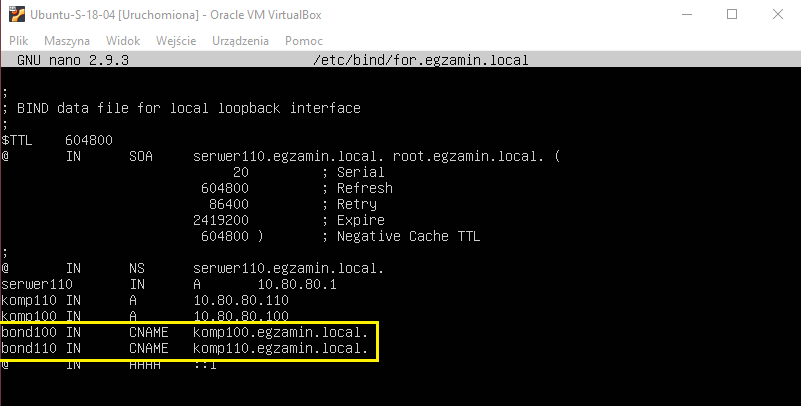 Ubuntu-S-18-04 [Uruchomiona] - Oracle VM VirtualBox
Plik Maszyna Widok Wejście Urządzenia Pomoc
GNU nano 2.9.3 /etc/bind/for.egzamin.local
;
; BIND data file for local loopback interface
;
$TTL 604800
@ IN SOA serwer110.egzamin.local. root.egzamin.local. (
20 ; Serial
604800 ; Refresh
86400 ; Retry
2419200 ; Expire
604800 ) ; Negative Cache TTL
;
@ IN NS serwer110.egzamin.local.
serwer110 IN A 10.80.80.1
komp110 IN A 10.80.80.110
komp100 IN A 10.80.80.100
bond100 IN CNAME komp100.egzamin.local.
bond110 IN CNAME komp110.egzamin.local.
@ IN AAAA ::1